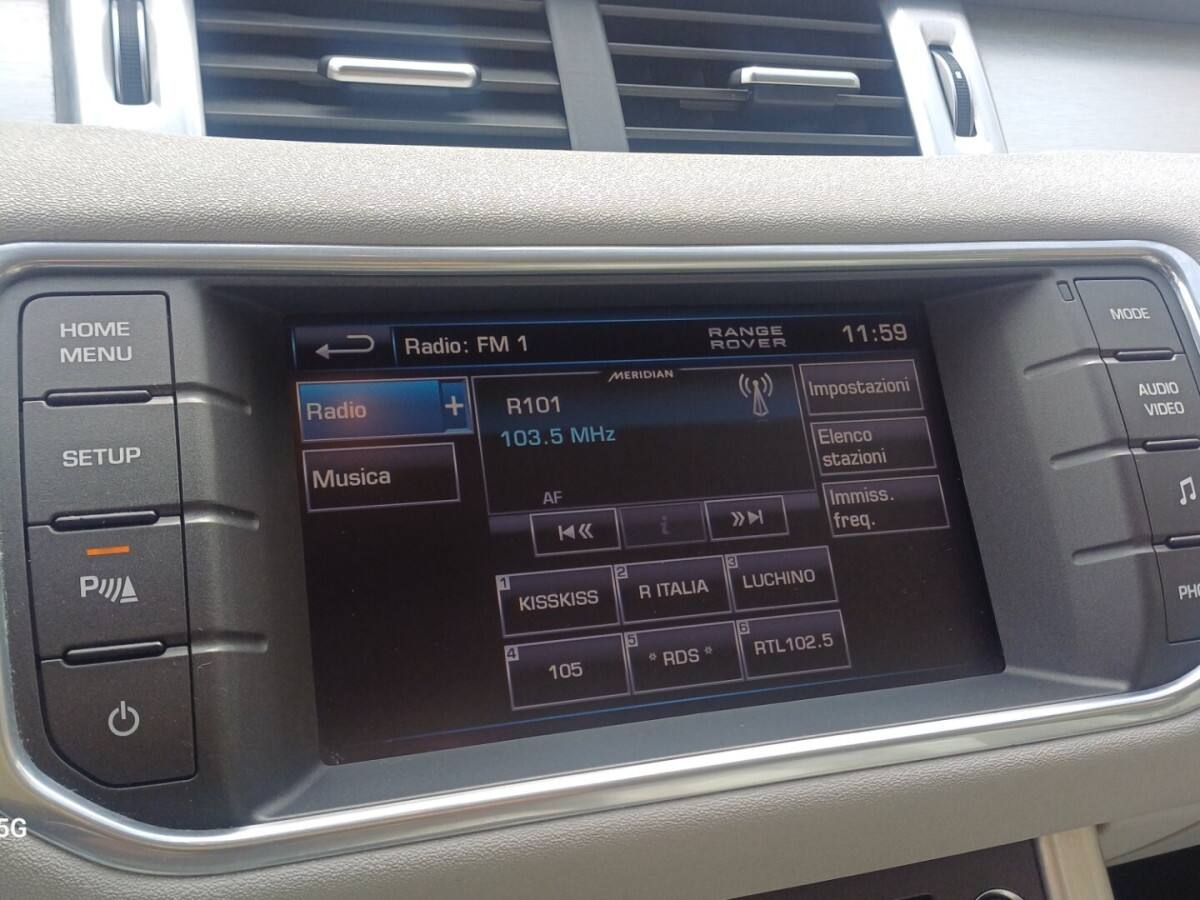 HOME
MENU
SETUP
P
Radio: FM 1
RANGE
ROVER
11:59
MERIDIAN
Radio
+
Musica
R101
103.5 MHz
AF
i
Impostazioni
Elenco
stazioni
Immiss.
freq.
1
KISSKISS
2
R ITALIA
3
LUCHINO
4
105
5
* RDS *
6
RTL102.5
MODE
AUDIO
VIDEO
5G